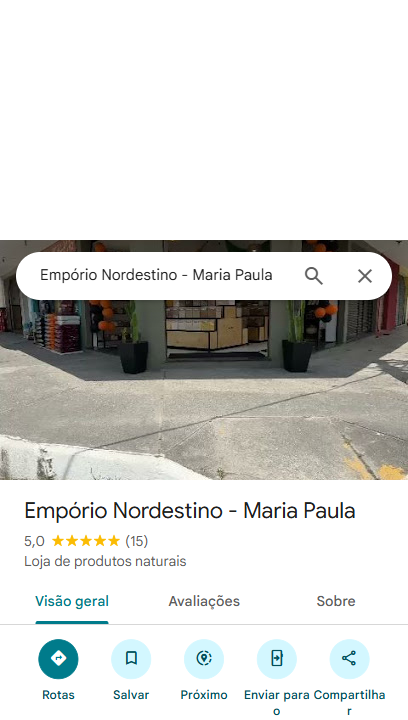 Empório Nordestino - Maria Paula
Empório Nordestino - Maria Paula
5,0 (15)
Loja de produtos naturais
Visão geral Avaliações Sobre
Rotas Salvar Próximo Enviar para Compartilha
o r